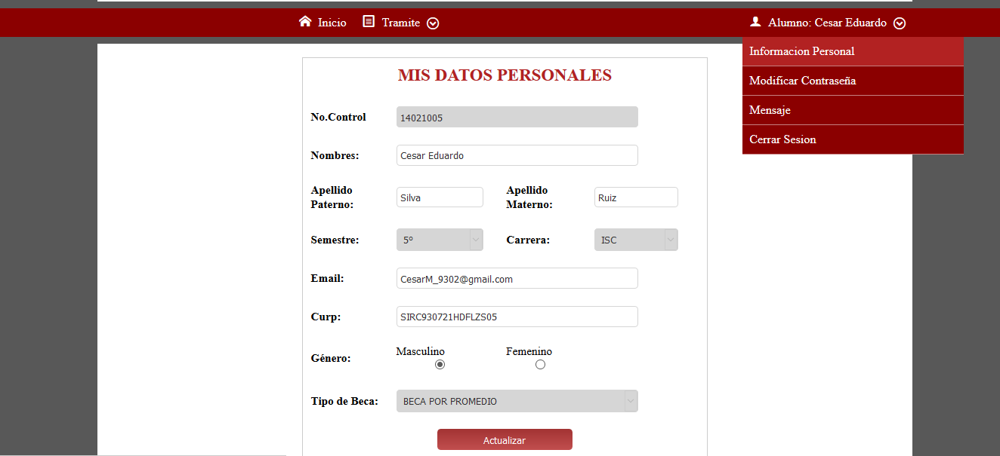 Inicio Tramite Alumno: Cesar Eduardo
Informacion Personal
Modificar Contraseña
Mensaje
Cerrar Sesion
MIS DATOS PERSONALES
No.Control 14021005
Nombres: Cesar Eduardo
Apellido Paterno: Silva Apellido Materno: Ruiz
Semestre: 5º Carrera: ISC
Email: CesarM_9302@gmail.com
Curp: SIRC930721HDFLZS05
Género: Masculino Femenino
Tipo de Beca: BECA POR PROMEDIO
Actualizar